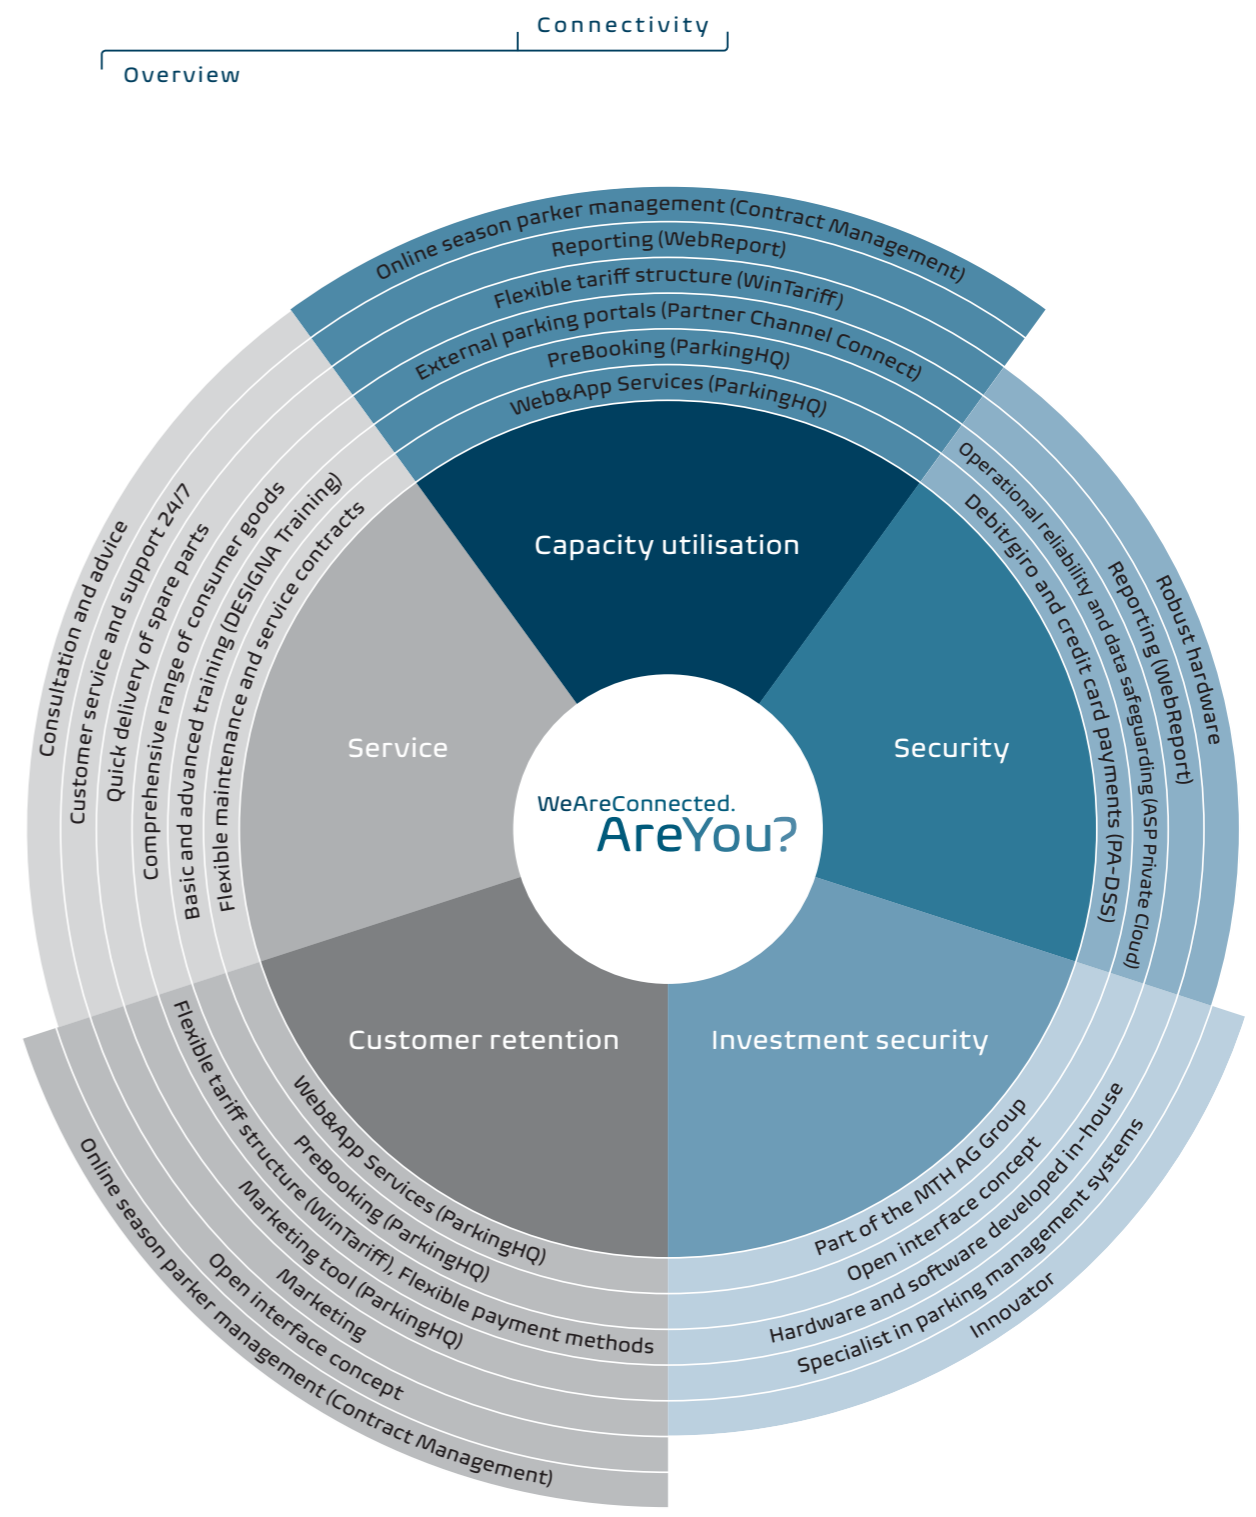 Connectivity
Overview
Online season parker management (Contract Management)
Reporting (WebReport)
Flexible tariff structure (WinTariff)
External parking portals (Partner Channel Connect)
PreBooking (ParkingHQ)
Web&App Services (ParkingHQ)
Capacity utilisation
Robust hardware
Reporting (WebReport)
Operational reliability and data safeguarding (ASP Private Cloud)
Debit/giro and credit card payments (PA-DSS)
Security
Part of the MTH AG Group
Open interface concept
Hardware and software developed in-house
Specialist in parking management systems
Innovator
Investment security
Web&App Services (ParkingHQ)
PreBooking (ParkingHQ)
Flexible tariff structure (WinTariff), Flexible payment methods
Marketing tool (ParkingHQ)
Marketing
Open interface concept
Online season parker management (Contract Management)
Customer retention
Consultation and advice
Customer service and support 24/7
Quick delivery of spare parts
Comprehensive range of consumer goods
Basic and advanced training (DESIGNA Training)
Flexible maintenance and service contracts
Service
WeAreConnected.
AreYou?